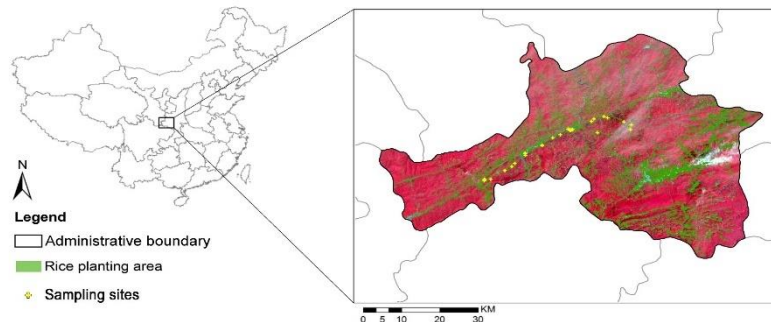 N
Legend
Administrative boundary
Rice planting area
Sampling sites
KM
0 5 10 20 30